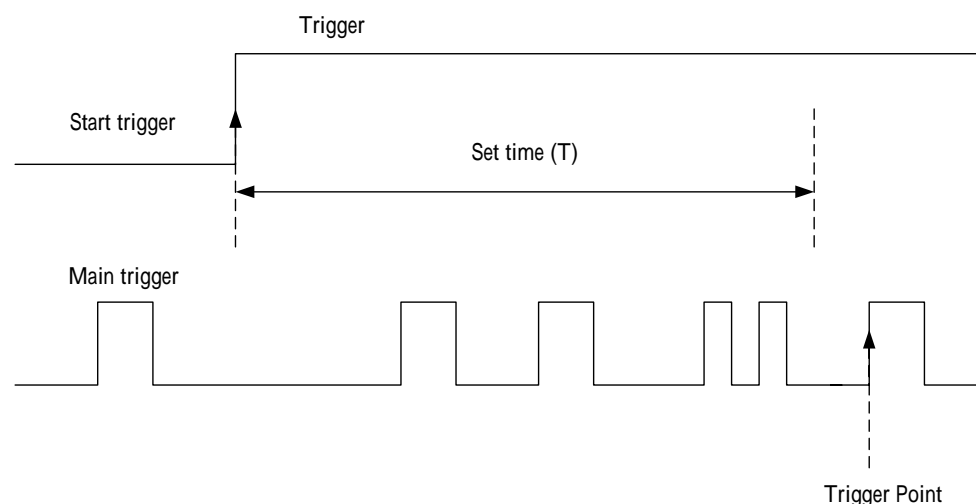 Trigger
Start trigger
Set time (T)
Main trigger
Trigger Point